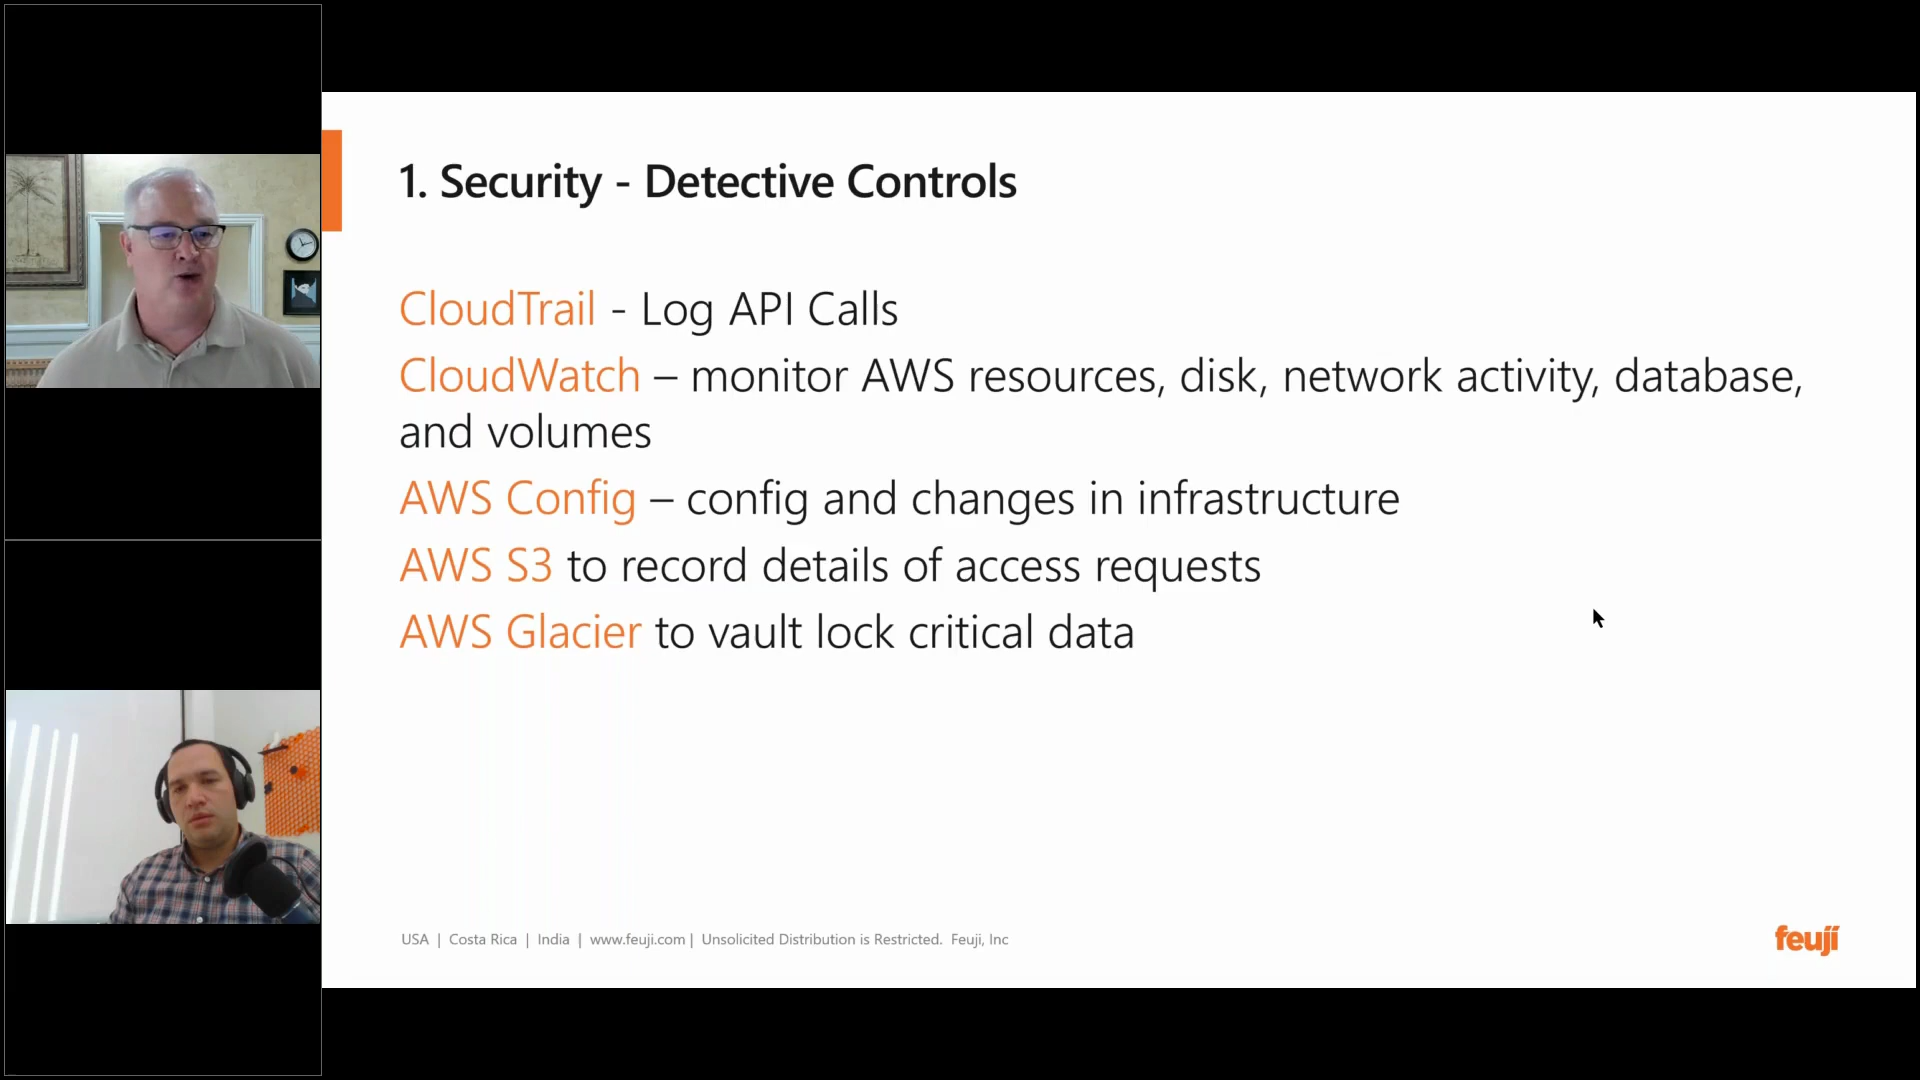 1. Security - Detective Controls
CloudTrail - Log API Calls
CloudWatch – monitor AWS resources, disk, network activity, database,
and volumes
AWS Config – config and changes in infrastructure
AWS S3 to record details of access requests
AWS Glacier to vault lock critical data
USA | Costa Rica | India | www.feuji.com | Unsolicited Distribution is Restricted. Feuji, Inc
feuji